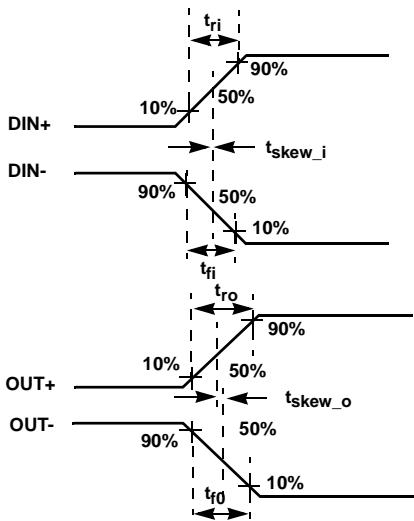 tri
90%
10%
50%
DIN+
tskew_i
DIN-
90%
50%
10%
tfi
tro
90%
10%
50%
OUT+
tskew_o
OUT-
50%
90%
10%
tf0